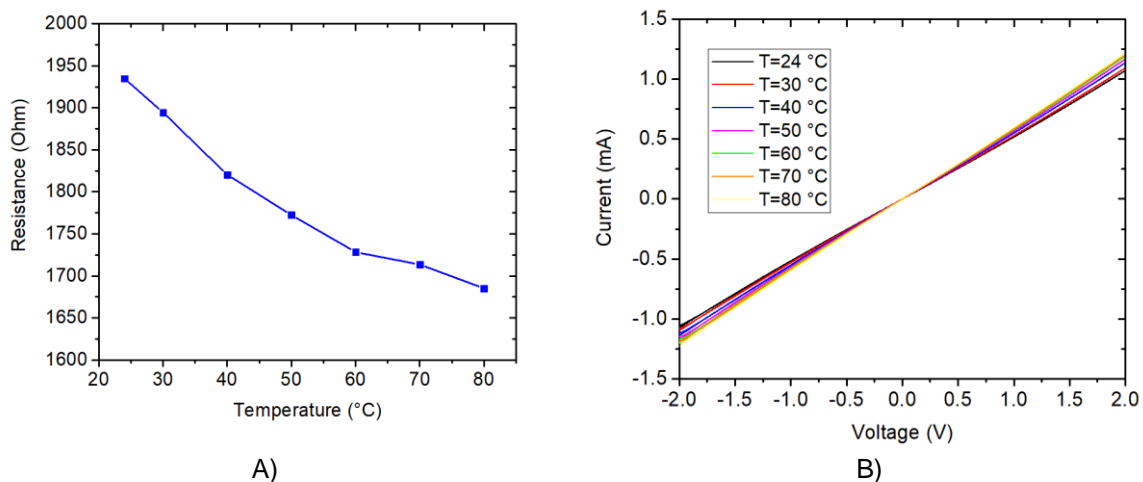 2000
1950
1900
1850
1800
1750
1700
1650
1600
Resistance (Ohm)
20 30 40 50 60 70 80
Temperature (°C)
A)
1.5
1.0
0.5
0.0
-0.5
-1.0
-1.5
Current (mA)
T=24 °C
T=30 °C
T=40 °C
T=50 °C
T=60 °C
T=70 °C
T=80 °C
-2.0 -1.5 -1.0 -0.5 0.0 0.5 1.0 1.5 2.0
Voltage (V)
B)